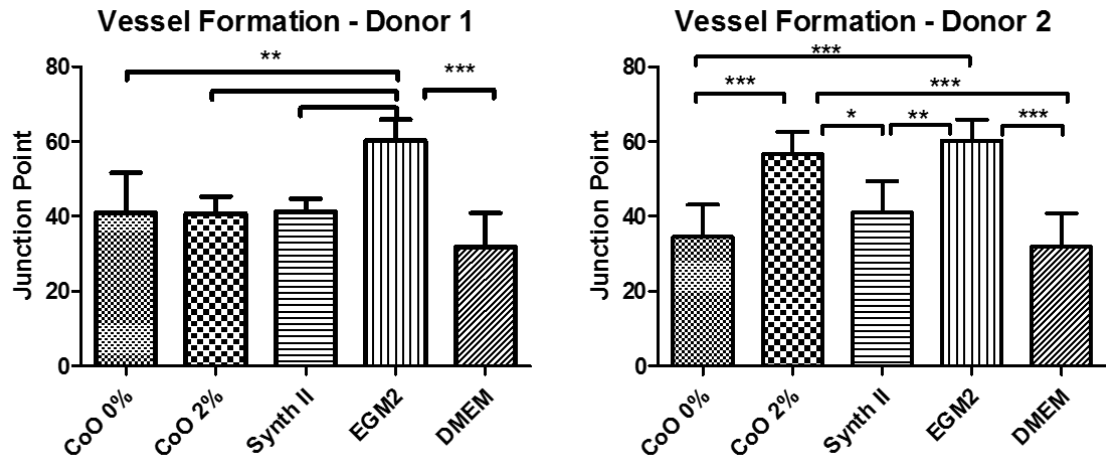 Vessel Formation - Donor 1
**
***
80
60
40
20
0
Junction Point
CoO 0%
CoO 2%
Synth II
EGM2
DMEM
Vessel Formation - Donor 2
***
***
***
*
**
***
80
60
40
20
0
Junction Point
CoO 0%
CoO 2%
Synth II
EGM2
DMEM